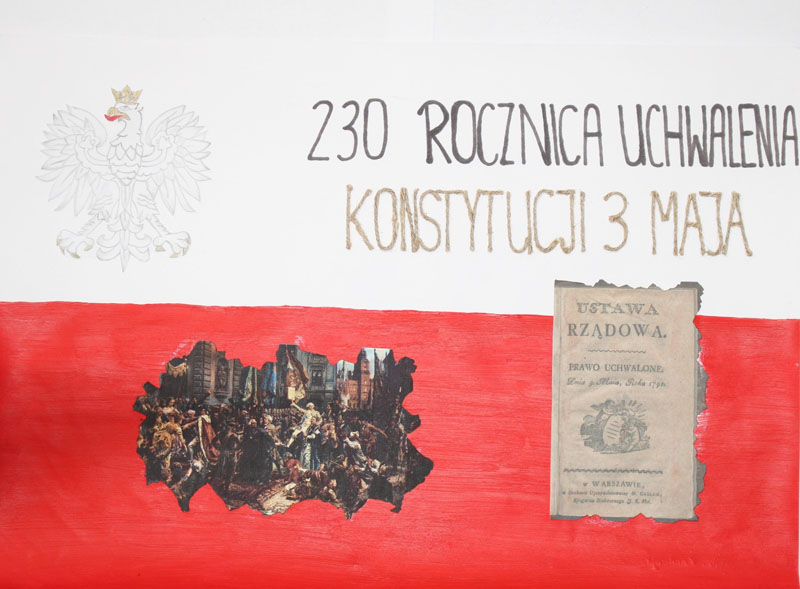 230 ROCZNICA UCHWALENIA
KONSTYTUCJI 3 MAJA
USTAWA
RZĄDOWA.
PRAWO UCHWALONE,
Dnia 3. Maia, Roku 1791.
w WARSZAWIE,